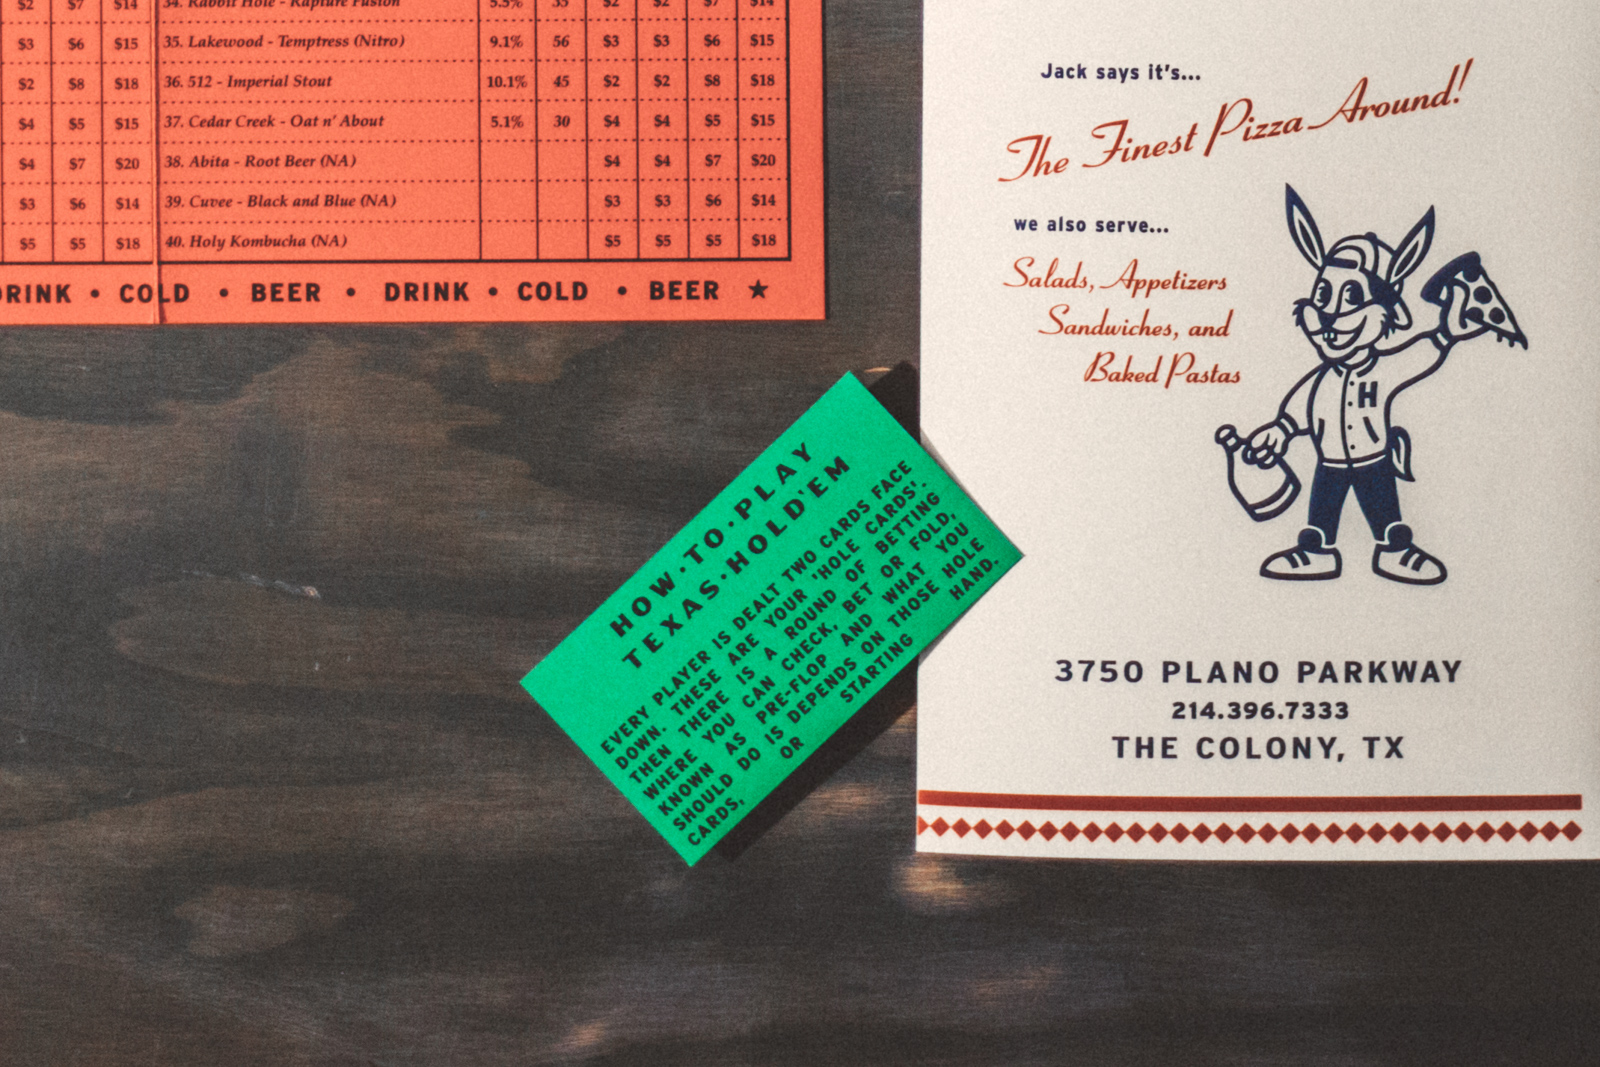 $2 $7 $14 34. Rabbit Hole - Rapture Fusion 5.5% 35 $2 $2 $7 $14
$3 $6 $15 35. Lakewood - Temptress (Nitro) 9.1% 56 $3 $3 $6 $15
$2 $8 $18 36. 512 - Imperial Stout 10.1% 45 $2 $2 $8 $18
$4 $5 $15 37. Cedar Creek - Oat n' About 5.1% 30 $4 $4 $5 $15
$4 $7 $20 38. Abita - Root Beer (NA) $4 $4 $7 $20
$3 $6 $14 39. Cuvee - Black and Blue (NA) $3 $3 $6 $14
$5 $5 $18 40. Holy Kombucha (NA) $5 $5 $5 $18
DRINK • COLD • BEER • DRINK • COLD • BEER ★
HOW·TO·PLAY
TEXAS·HOLD'EM
EVERY PLAYER IS DEALT TWO CARDS FACE
DOWN. THESE ARE YOUR 'HOLE CARDS'.
THEN THERE IS A ROUND OF BETTING
WHERE YOU CAN CHECK, BET OR FOLD,
KNOWN AS PRE-FLOP AND WHAT YOU
SHOULD DO IS DEPENDS ON THOSE HOLE
CARDS, OR STARTING HAND.
Jack says it's...
The Finest Pizza Around!
we also serve...
Salads, Appetizers
Sandwiches, and
Baked Pastas
H
3750 PLANO PARKWAY
214.396.7333
THE COLONY, TX